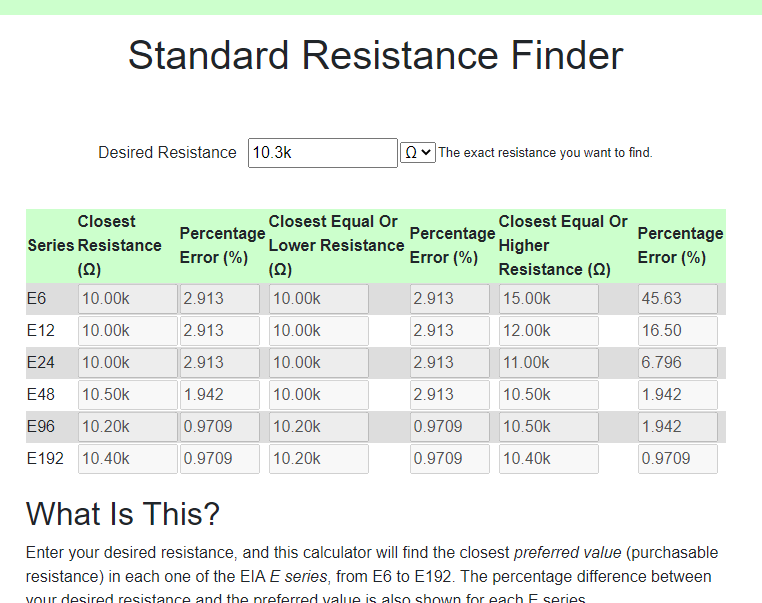 Standard Resistance Finder
Desired Resistance 10.3k Ω The exact resistance you want to find.
Series Closest Resistance (Ω) Percentage Error (%) Closest Equal Or Lower Resistance (Ω) Percentage Error (%) Closest Equal Or Higher Resistance (Ω) Percentage Error (%)
E6 10.00k 2.913 10.00k 2.913 15.00k 45.63
E12 10.00k 2.913 10.00k 2.913 12.00k 16.50
E24 10.00k 2.913 10.00k 2.913 11.00k 6.796
E48 10.50k 1.942 10.00k 2.913 10.50k 1.942
E96 10.20k 0.9709 10.20k 0.9709 10.50k 1.942
E192 10.40k 0.9709 10.20k 0.9709 10.40k 0.9709
What Is This?
Enter your desired resistance, and this calculator will find the closest preferred value (purchasable
resistance) in each one of the EIA E series, from E6 to E192. The percentage difference between
your desired resistance and the preferred value is also shown for each E series.